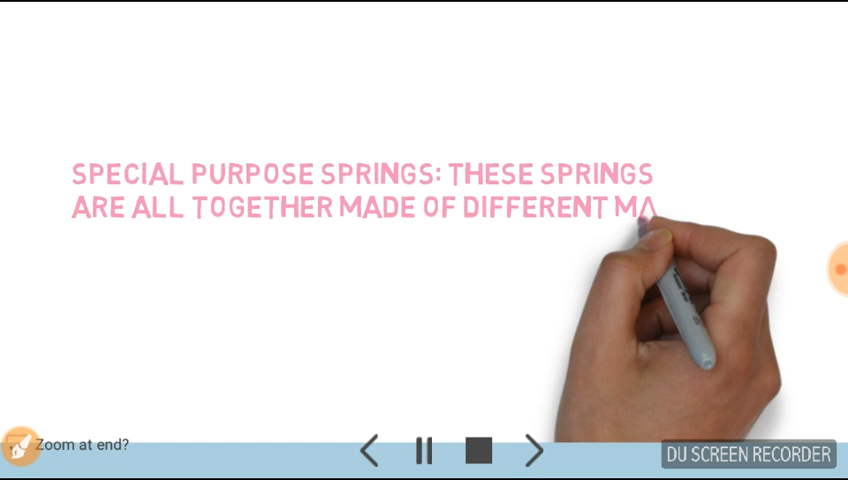 SPECIAL PURPOSE SPRINGS: THESE SPRINGS
ARE ALL TOGETHER MADE OF DIFFERENT MA
Zoom at end?
DU SCREEN RECORDER